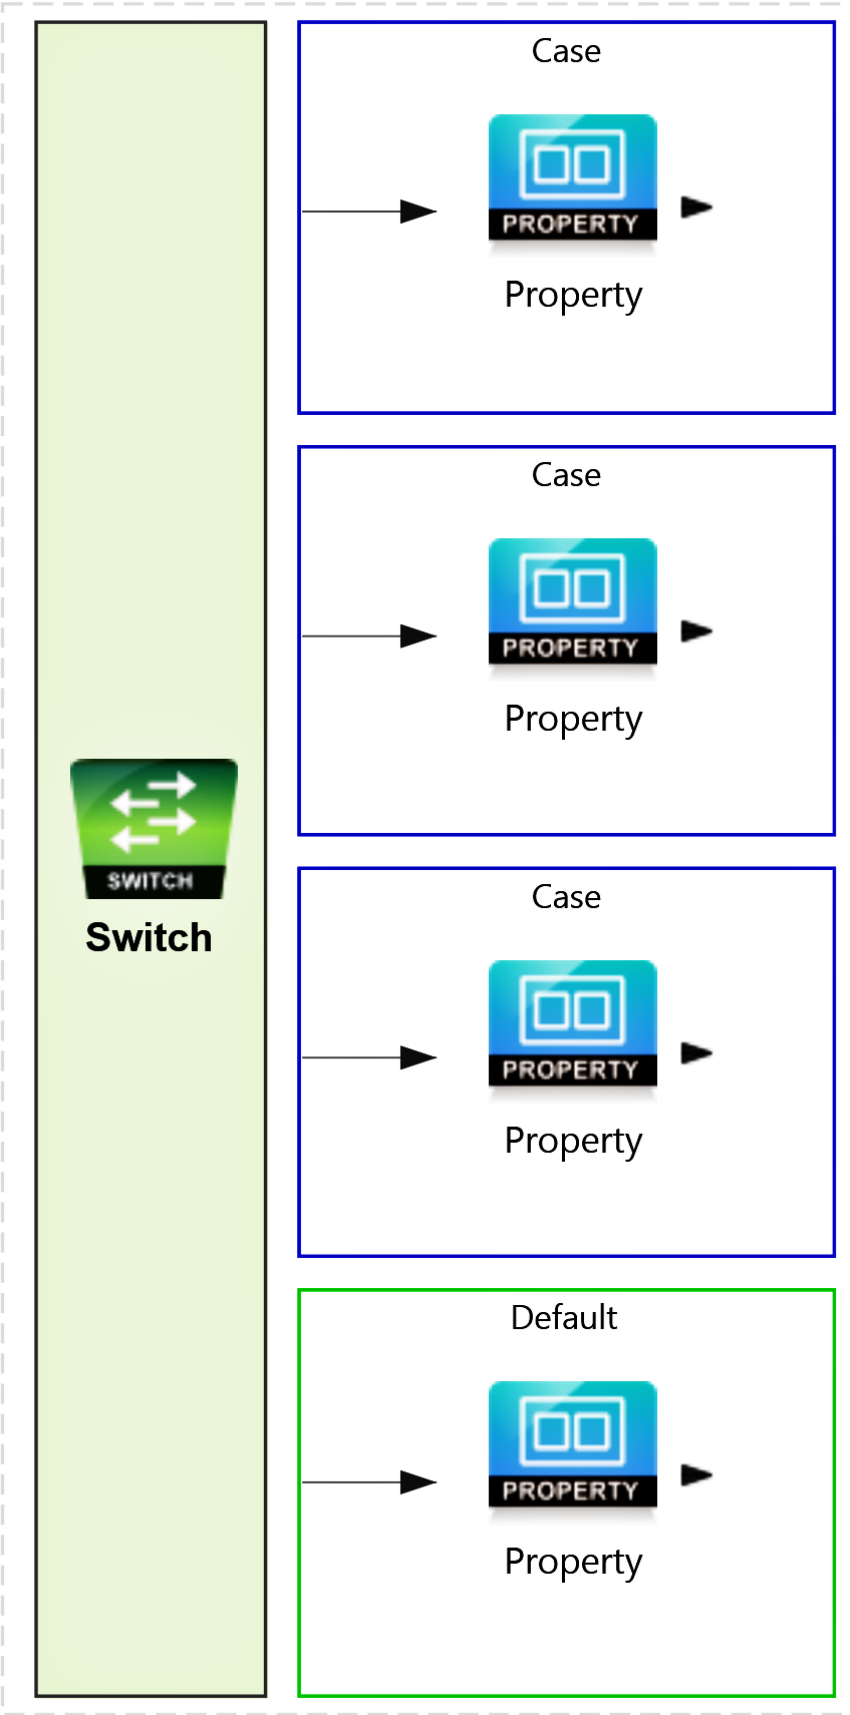 Case
PROPERTY
Property
Case
PROPERTY
Property
SWITCH
Switch
Case
PROPERTY
Property
Default
PROPERTY
Property